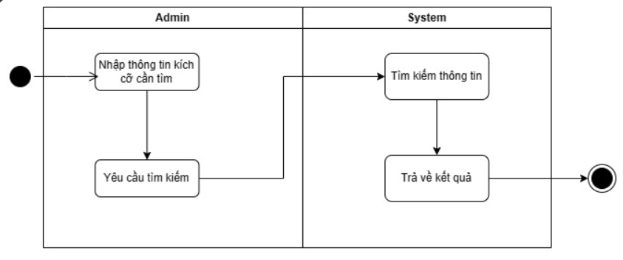 Admin
System
Nhập thông tin kích
cỡ cần tìm
Tìm kiếm thông tin
Yêu cầu tìm kiếm
Trả về kết quả